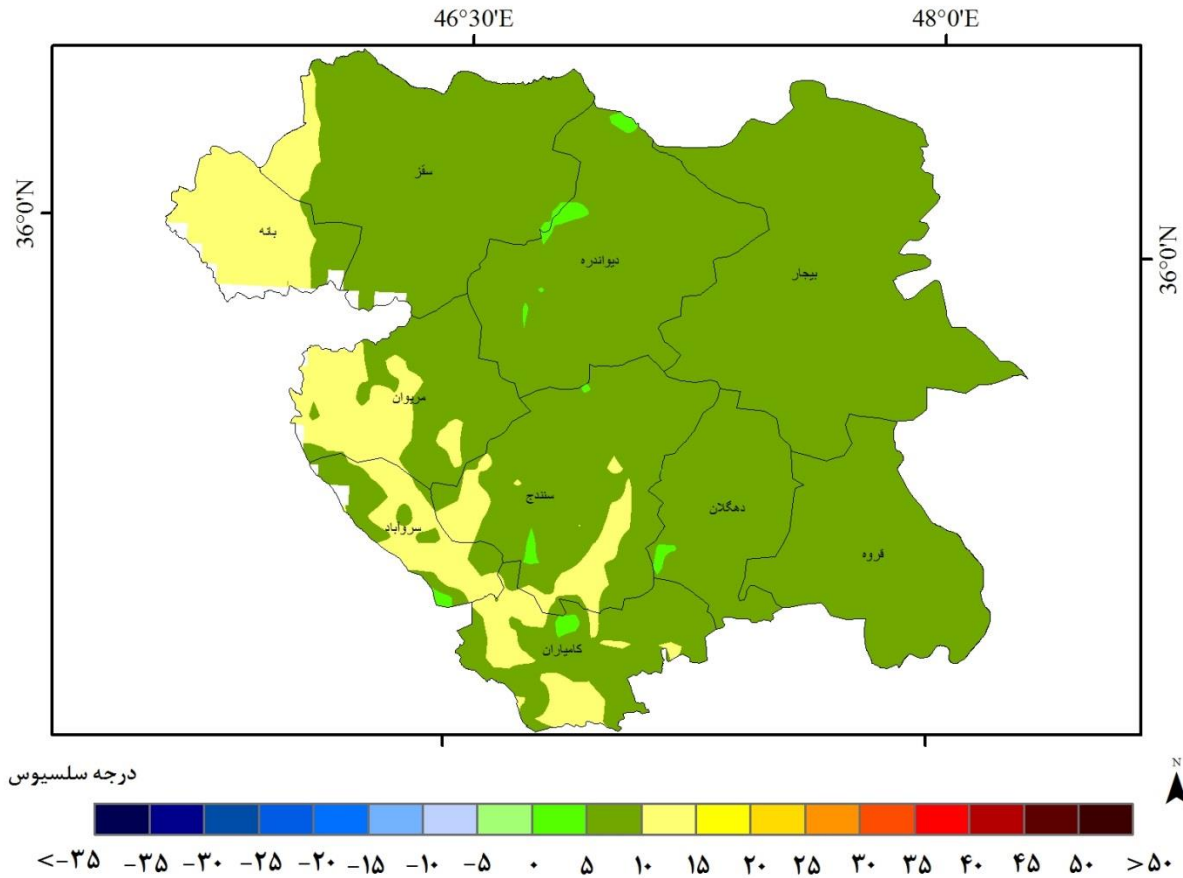 46°30'E 48°0'E
سقز
36°0'N
بانه
دیواندره
36°0'N
بیجار
مریوان
سنندج
دهگلان
سروآباد
قروه
کامیاران
درجه سلسیوس
N
<-۳۵ -۳۵ -۳۰ -۲۵ -۲۰ -۱۵ -۱۰ -۵ ۰ ۵ ۱۰ ۱۵ ۲۰ ۲۵ ۳۰ ۳۵ ۴۰ ۴۵ ۵۰ >۵۰